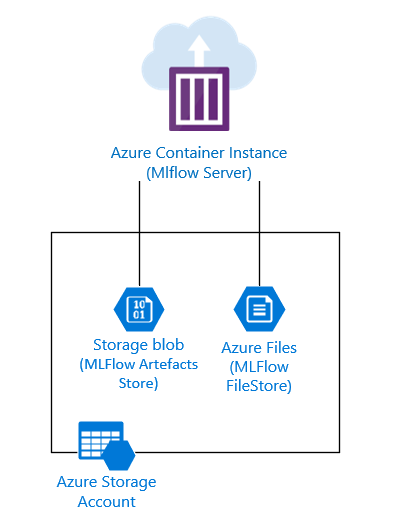 Azure Container Instance
(Mlflow Server)
10
01
Storage blob
(MLFlow Artefacts
Store)
Azure Files
(MLFlow
FileStore)
Azure Storage
Account